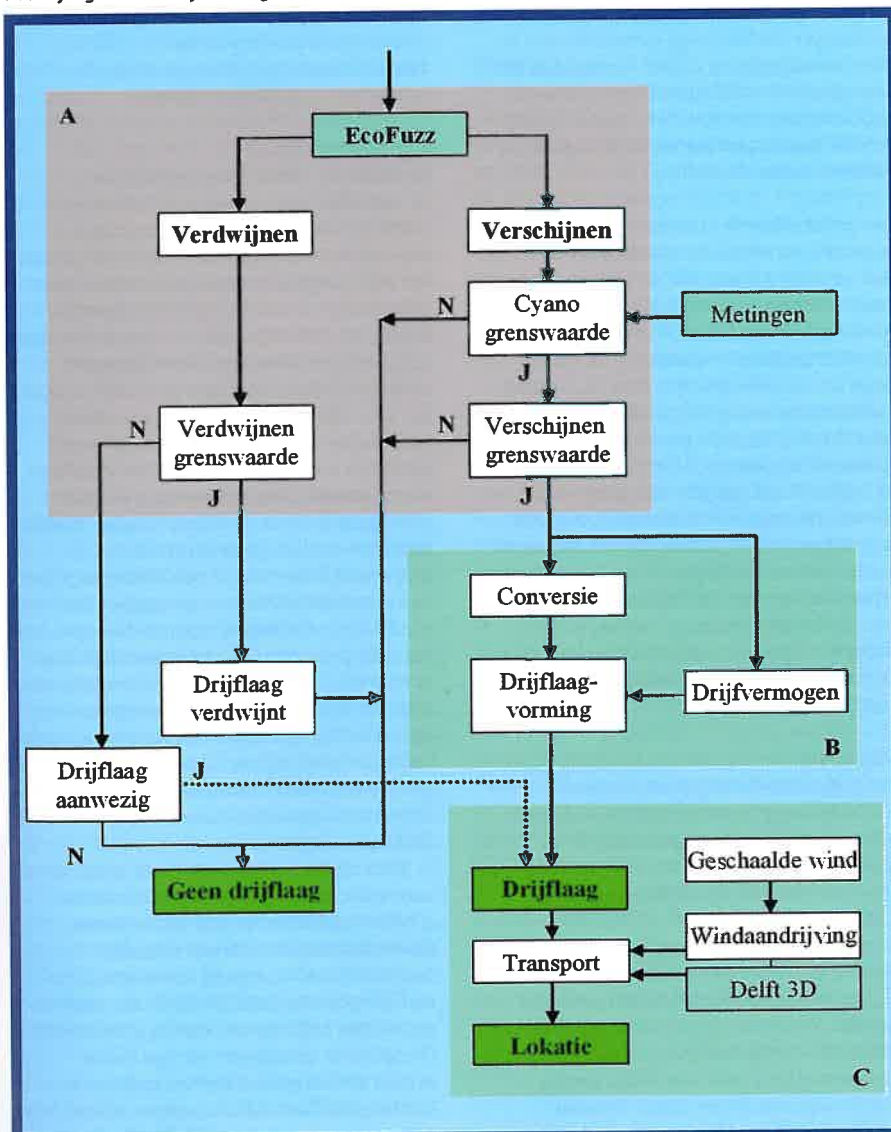 A
EcoFuzz
Verdwijnen
Verschijnen
N
Cyano
grenswaarde
Metingen
J
N
Verdwijnen
grenswaarde
N
Verschijnen
grenswaarde
J
J
Conversie
Drijflaag
verdwijnt
Drijflaag-
vorming
Drijfvermogen
B
Drijflaag
aanwezig
J
N
Geen drijflaag
Drijflaag
Geschaalde wind
Windaandrijving
Transport
Delft 3D
Lokatie
C